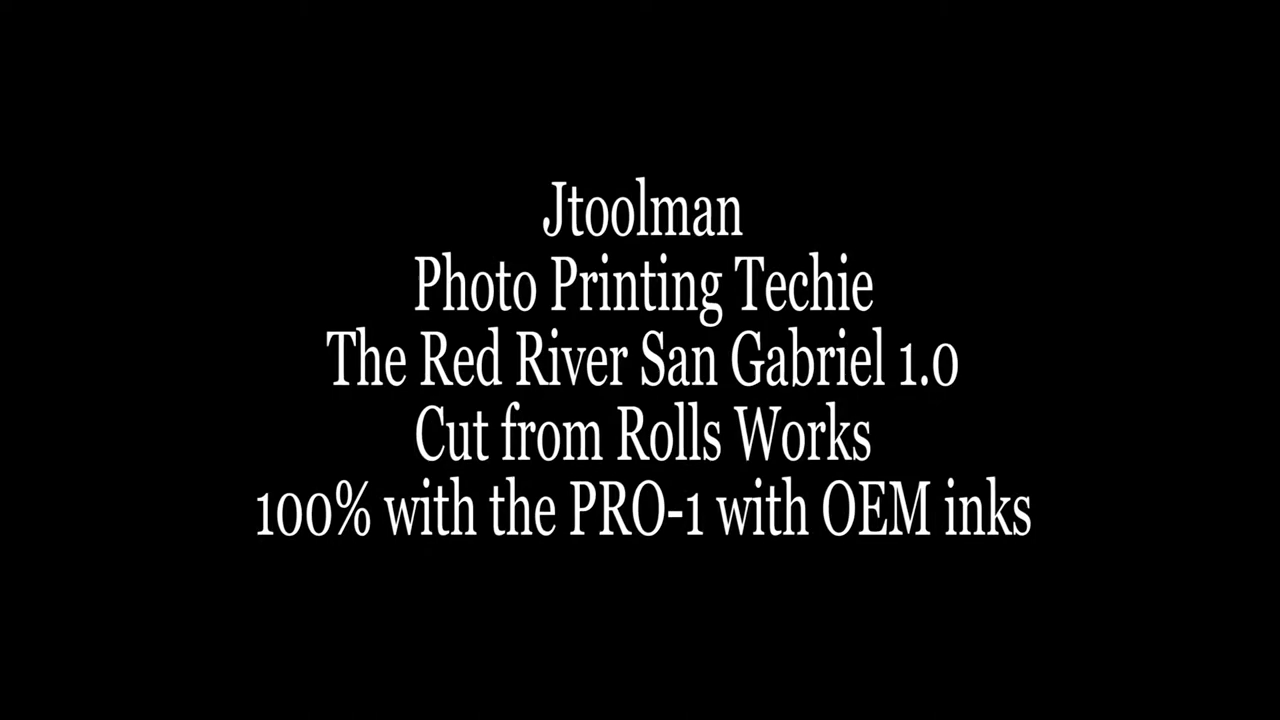 Jtoolman
Photo Printing Techie
The Red River San Gabriel 1.0
Cut from Rolls Works
100% with the PRO-1 with OEM inks